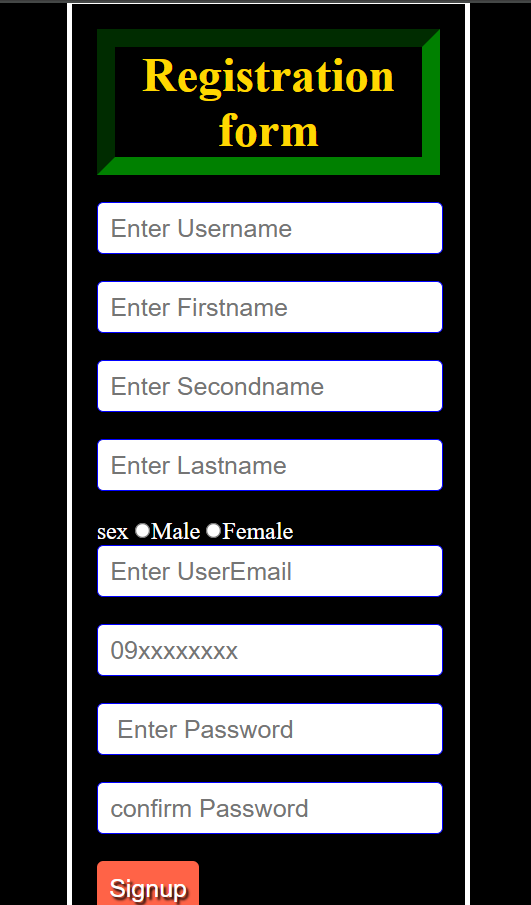 Registration
form
Enter Username
Enter Firstname
Enter Secondname
Enter Lastname
sex Male Female
Enter UserEmail
09xxxxxxxx
Enter Password
confirm Password
Signup